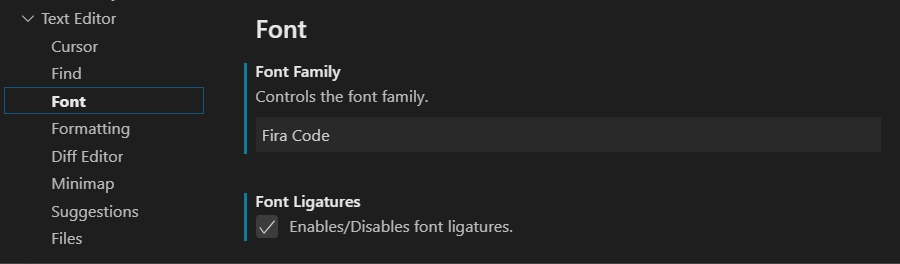 Text Editor
Cursor
Find
Font
Formatting
Diff Editor
Minimap
Suggestions
Files
Font
Font Family
Controls the font family.
Fira Code
Font Ligatures
Enables/Disables font ligatures.